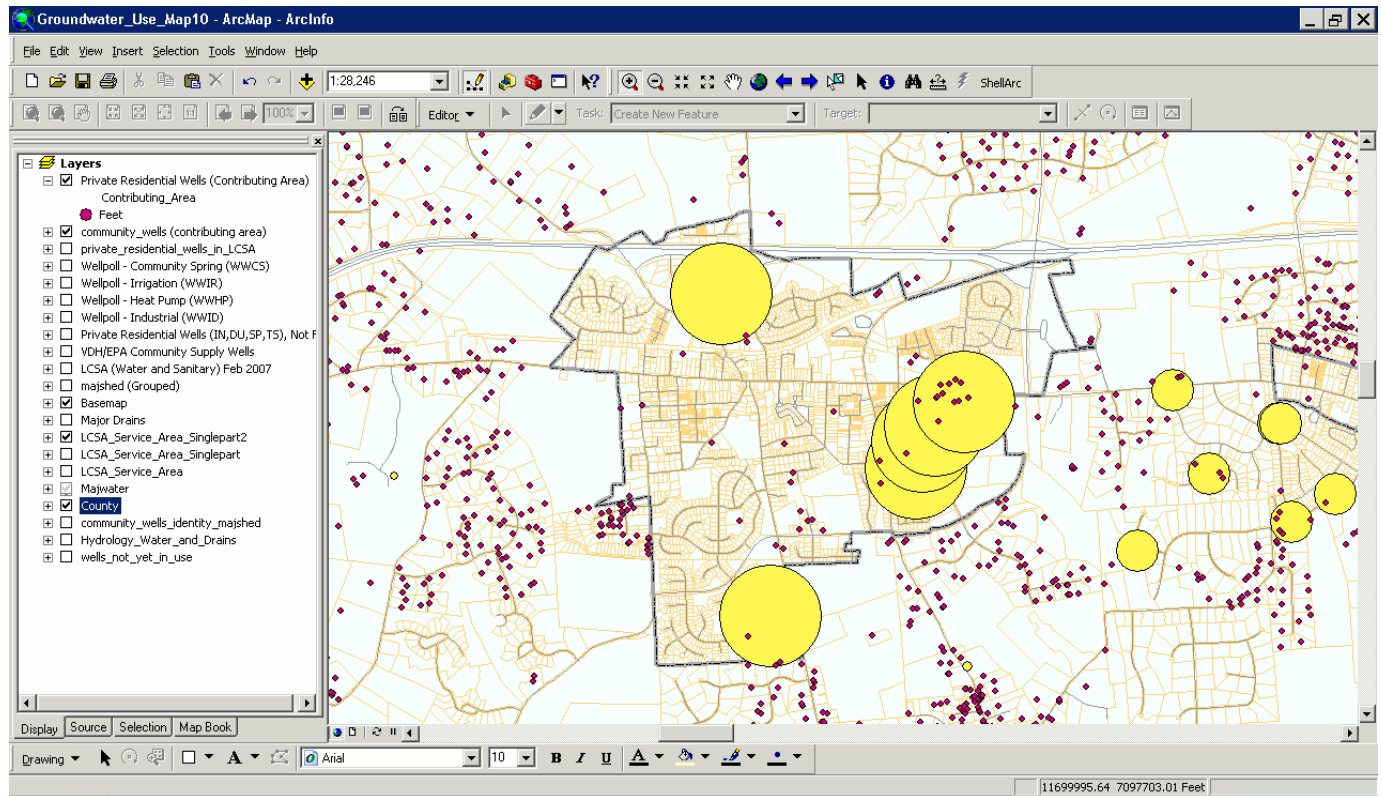 Groundwater_Use_Map10 - ArcMap - ArcInfo
File Edit View Insert Selection Tools Window Help
1:28,246 ShellArc
100% Editor Task: Create New Feature Target:
Layers
Private Residential Wells (Contributing Area)
Contributing_Area
Feet
community_wells (contributing area)
private_residential_wells_in_LCSA
Wellpoll - Community Spring (WWCS)
Wellpoll - Irrigation (WWIR)
Wellpoll - Heat Pump (WWHP)
Wellpoll - Industrial (WWID)
Private Residential Wells (IN,DU,SP,TS), Not F
VDH/EPA Community Supply Wells
LCSA (Water and Sanitary) Feb 2007
majshed (Grouped)
Basemap
Major Drains
LCSA_Service_Area_Singlepart2
LCSA_Service_Area_Singlepart
LCSA_Service_Area
Majwater
County
community_wells_identity_majshed
Hydrology_Water_and_Drains
wells_not_yet_in_use
Display Source Selection Map Book
Drawing A Arial 10 B I U A
11699995.64 7097703.01 Feet